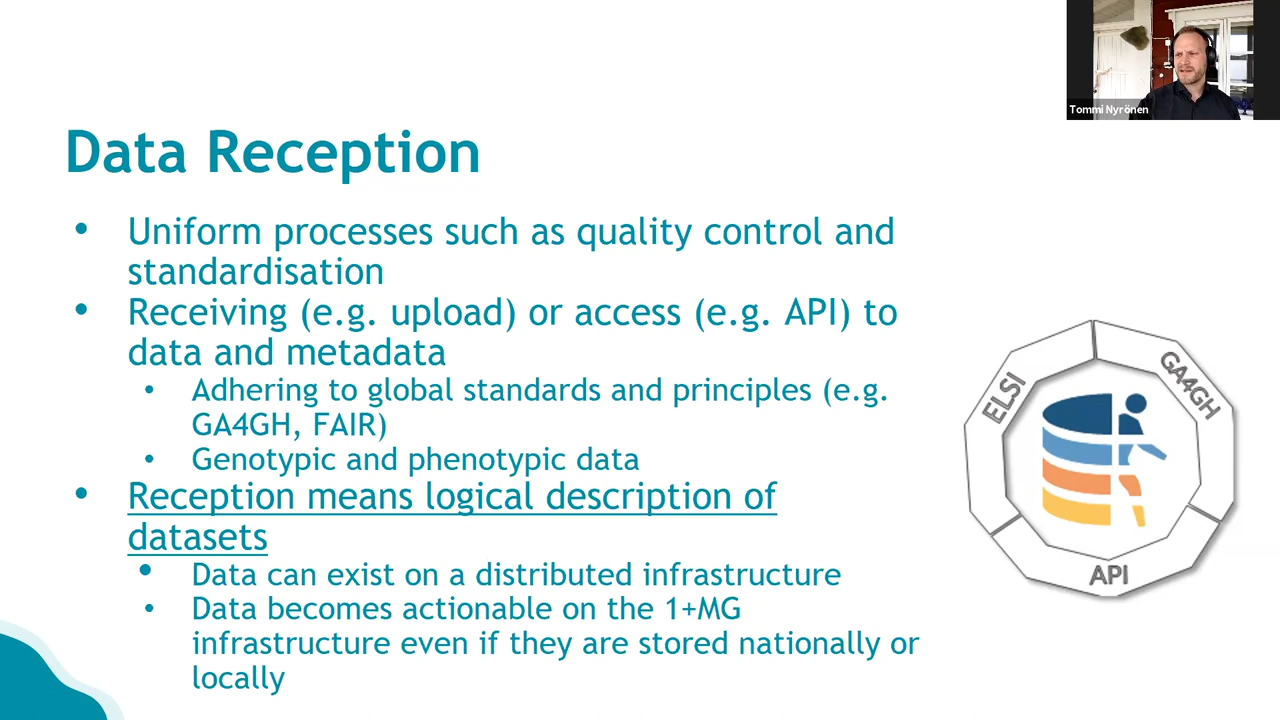 Tommi Nyrönen
Data Reception
• Uniform processes such as quality control and
standardisation
• Receiving (e.g. upload) or access (e.g. API) to
data and metadata
• Adhering to global standards and principles (e.g.
GA4GH, FAIR)
• Genotypic and phenotypic data
• Reception means logical description of
datasets
• Data can exist on a distributed infrastructure
• Data becomes actionable on the 1+MG
infrastructure even if they are stored nationally or
locally
ELSI
GA4GH
API